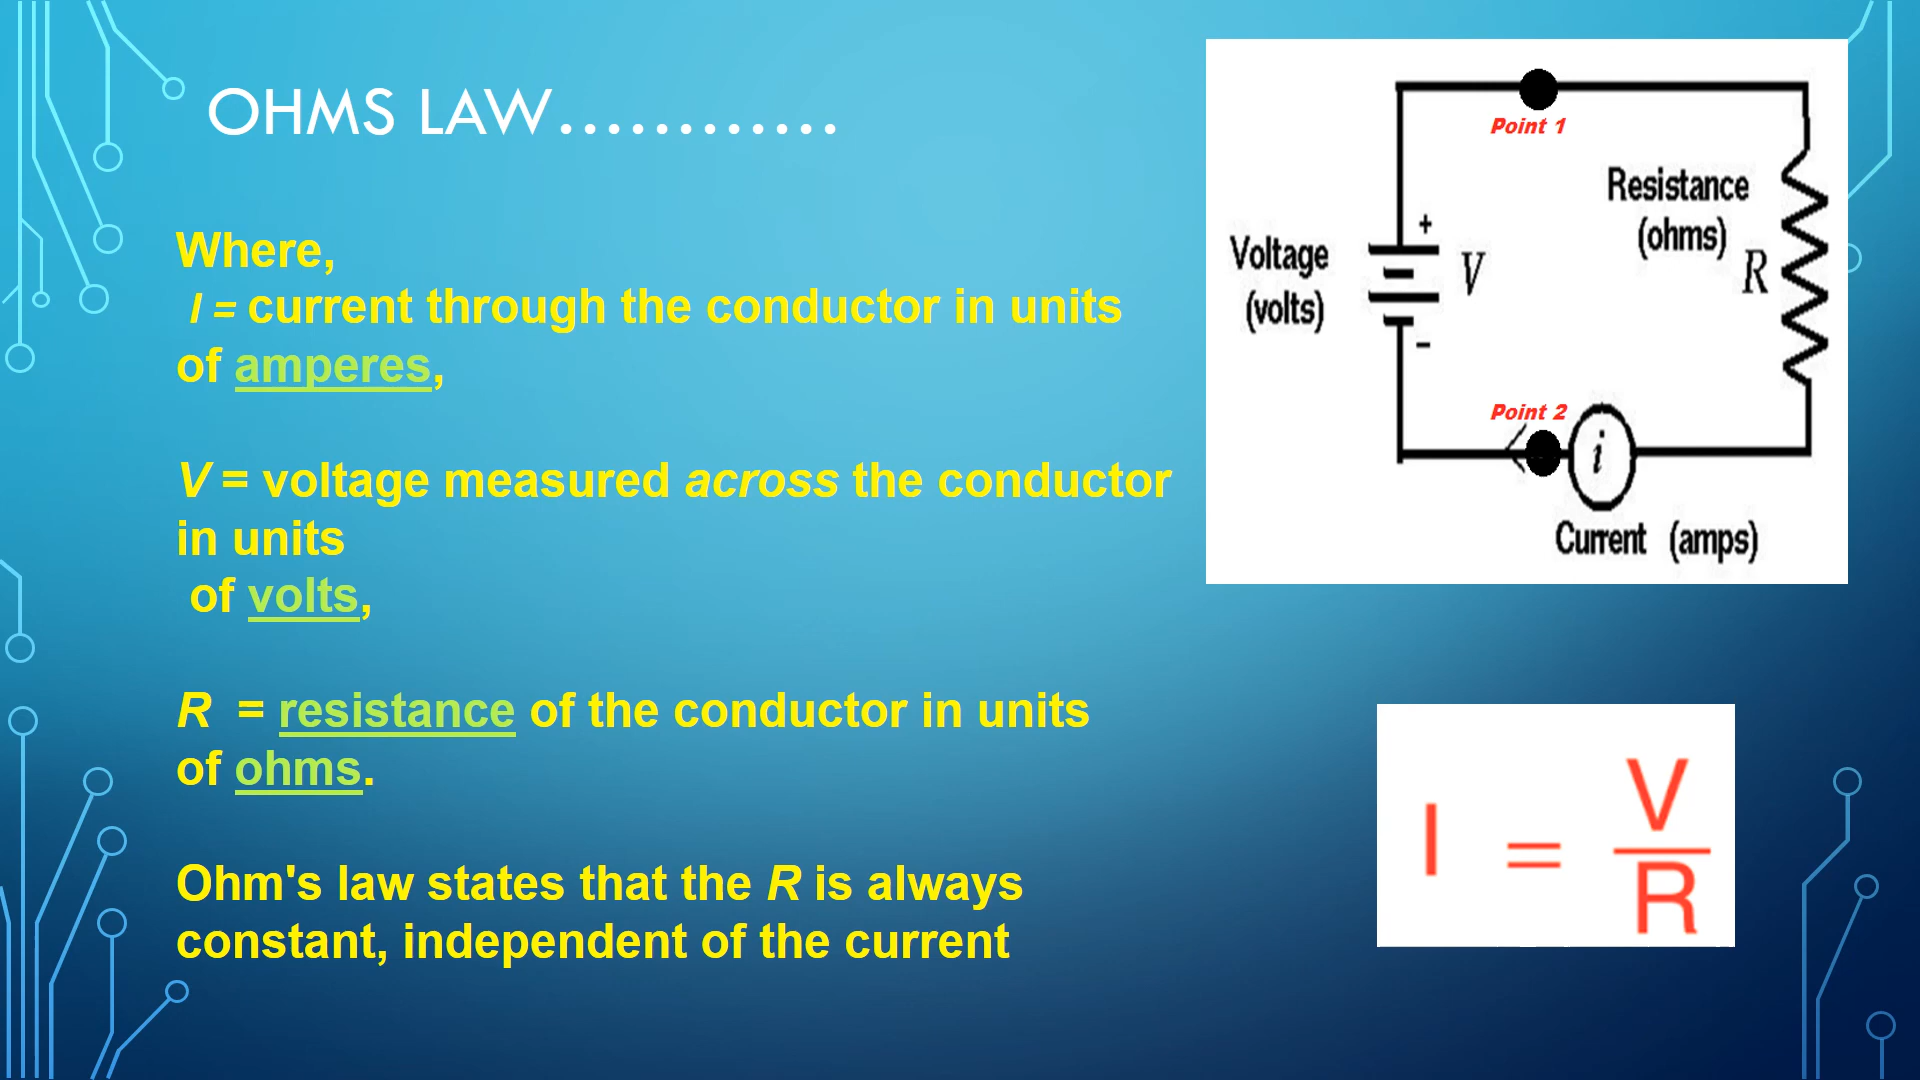 OHMS LAW............
Where,
I = current through the conductor in units
of amperes,
V = voltage measured across the conductor
in units
of volts,
R = resistance of the conductor in units
of ohms.
Ohm's law states that the R is always
constant, independent of the current
Point 1
Resistance
(ohms)
R
+
Voltage
(volts)
V
–
Point 2
i
Current (amps)
I = V
R